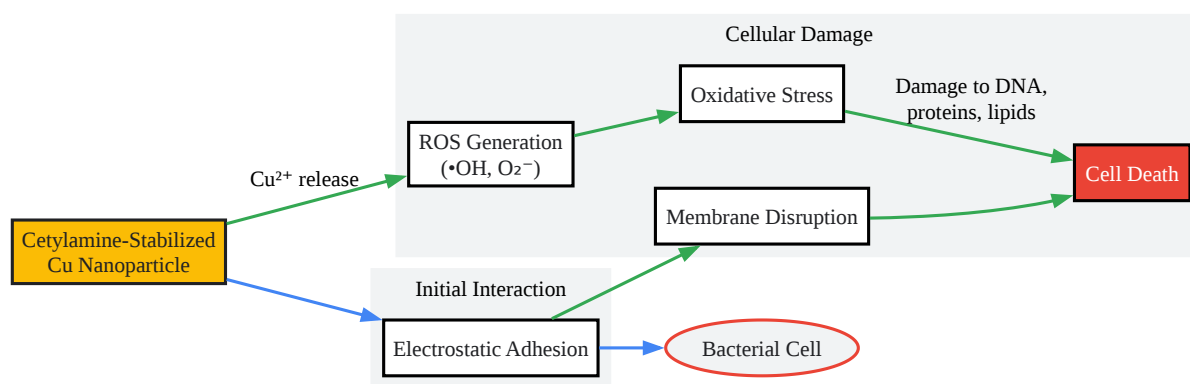 Cellular Damage
Oxidative Stress
Damage to DNA,
proteins, lipids
ROS Generation
(•OH, O₂⁻)
Cu²⁺ release
Cell Death
Membrane Disruption
Cetylamine-Stabilized
Cu Nanoparticle
Initial Interaction
Electrostatic Adhesion
Bacterial Cell